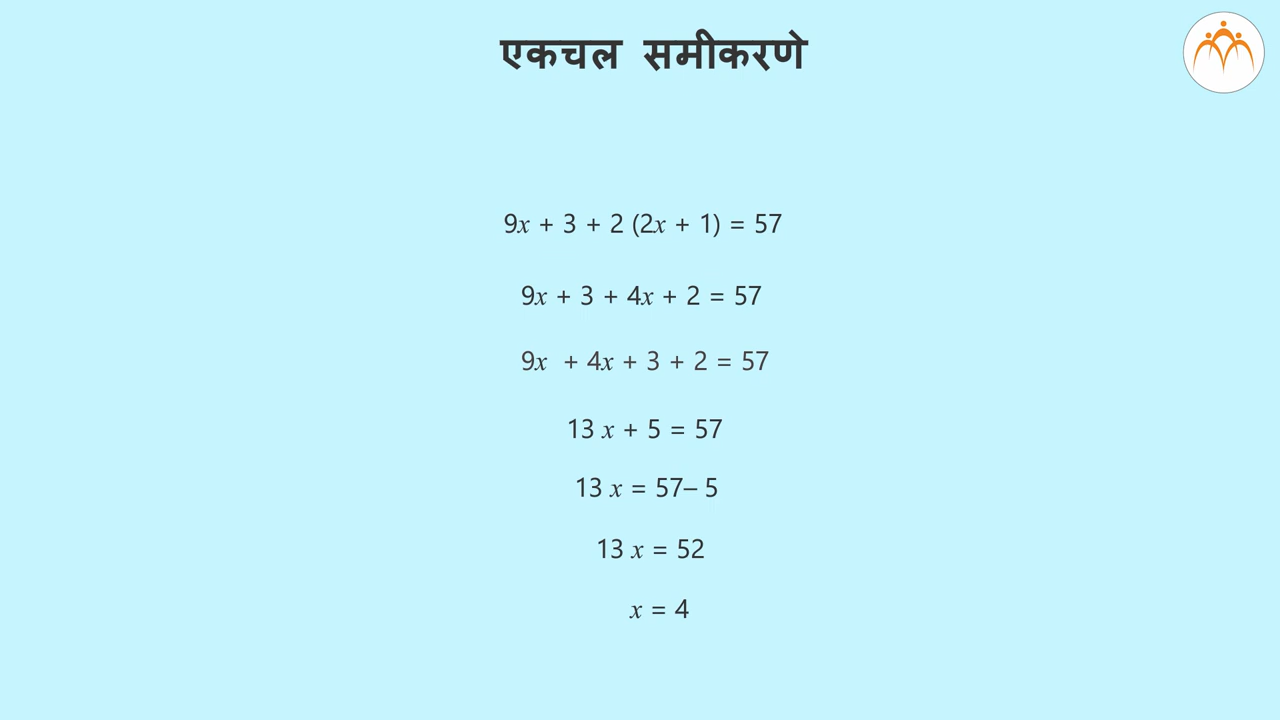 एकचल समीकरणे
9x + 3 + 2 (2x + 1) = 57
9x + 3 + 4x + 2 = 57
9x + 4x + 3 + 2 = 57
13 x + 5 = 57
13 x = 57– 5
13 x = 52
x = 4